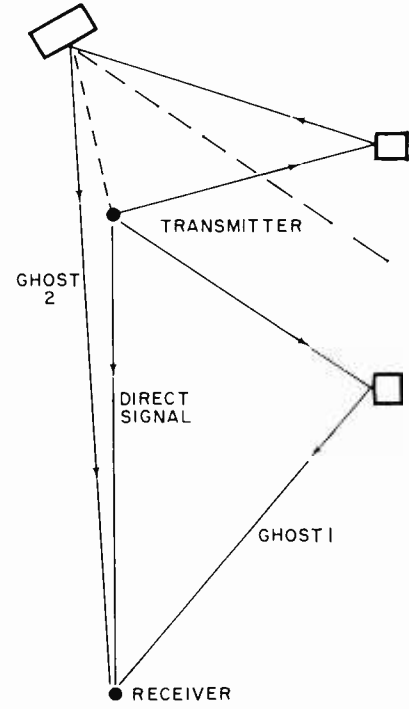 TRANSMITTER
GHOST
2
DIRECT
SIGNAL
GHOST 1
RECEIVER